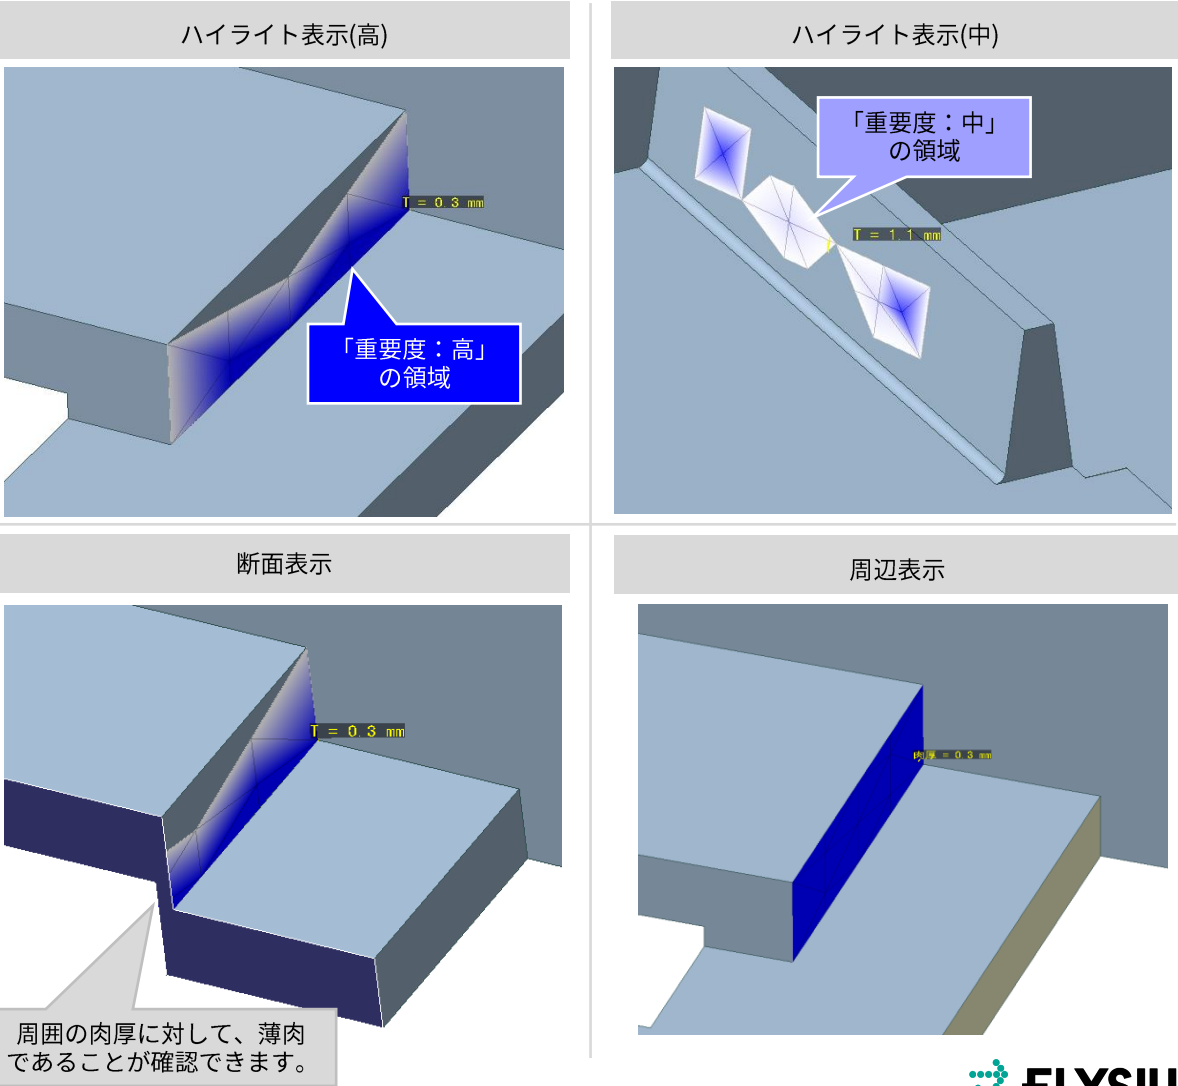 ハイライト表示(高)
ハイライト表示(中)
「重要度：中」
の領域
T = 0.3 mm
T = 1.1 mm
「重要度：高」
の領域
断面表示
周辺表示
T = 0.3 mm
肉厚 = 0.3 mm
周囲の肉厚に対して、薄肉
であることが確認できます。